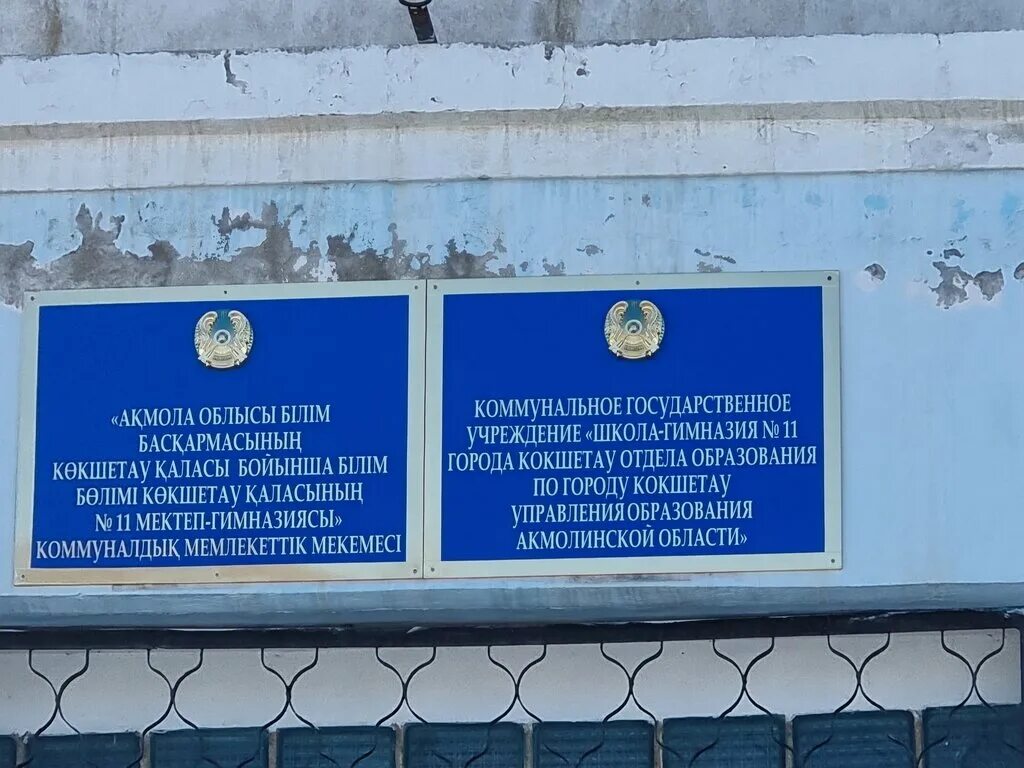 «АҚМОЛА ОБЛЫСЫ БІЛІМ
БАСҚАРМАСЫНЫҢ
КӨКШЕТАУ ҚАЛАСЫ БОЙЫНША БІЛІМ
БӨЛІМІ КӨКШЕТАУ ҚАЛАСЫНЫҢ
№ 11 МЕКТЕП-ГИМНАЗИЯСЫ»
КОММУНАЛДЫҚ МЕМЛЕКЕТТІК МЕКЕМЕСІ
КОММУНАЛЬНОЕ ГОСУДАРСТВЕННОЕ
УЧРЕЖДЕНИЕ «ШКОЛА-ГИМНАЗИЯ № 11
ГОРОДА КОКШЕТАУ ОТДЕЛА ОБРАЗОВАНИЯ
ПО ГОРОДУ КОКШЕТАУ
УПРАВЛЕНИЯ ОБРАЗОВАНИЯ
АКМОЛИНСКОЙ ОБЛАСТИ»